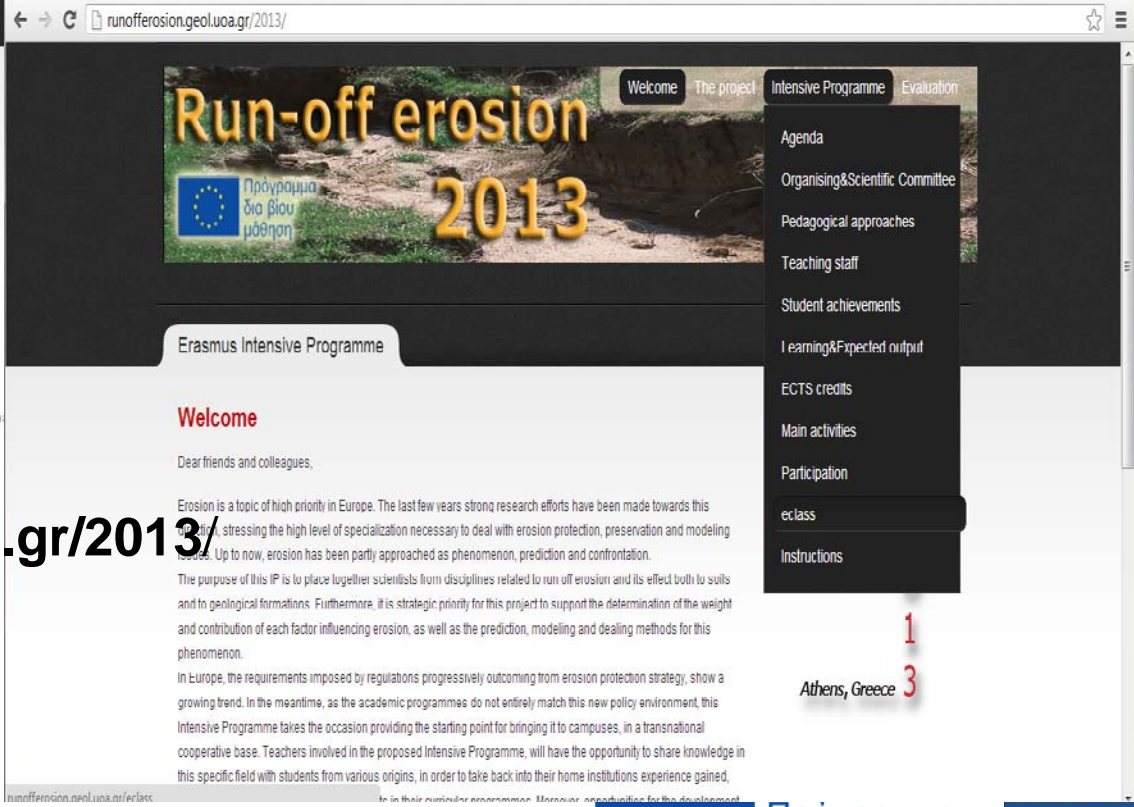 runofferosion.geol.uoa.gr/2013/
Welcome The project Intensive Programme Evaluation
Run-off erosion
2013
Πρόγραμμα
δια βίου
μάθηση
Agenda
Organising&Scientific Committee
Pedagogical approaches
Teaching staff
Student achievements
Learning&Expected output
ECTS credits
Main activities
Participation
eclass
Instructions
Erasmus Intensive Programme
Welcome
Dear friends and colleagues,
Erosion is a topic of high priority in Europe. The last few years strong research efforts have been made towards this
direction, stressing the high level of specialization necessary to deal with erosion protection, preservation and modeling
issues. Up to now, erosion has been partly approached as phenomenon, prediction and confrontation.
.gr/2013/
The purpose of this IP is to place together scientists from disciplines related to run off erosion and its effect both to soils
and to geological formations. Furthermore, it is strategic priority for this project to support the determination of the weight
and contribution of each factor influencing erosion, as well as the prediction, modeling and dealing methods for this
phenomenon.
In Europe, the requirements imposed by regulations progressively outcoming from erosion protection strategy, show a
growing trend. In the meantime, as the academic programmes do not entirely match this new policy environment, this
Intensive Programme takes the occasion providing the starting point for bringing it to campuses, in a transnational
cooperative base. Teachers involved in the proposed Intensive Programme, will have the opportunity to share knowledge in
this specific field with students from various origins, in order to take back into their home institutions experience gained,
in their curricular programmes. Moreover, opportunities for the development
1
3
Athens, Greece
runofferosion.geol.uoa.gr/eclass